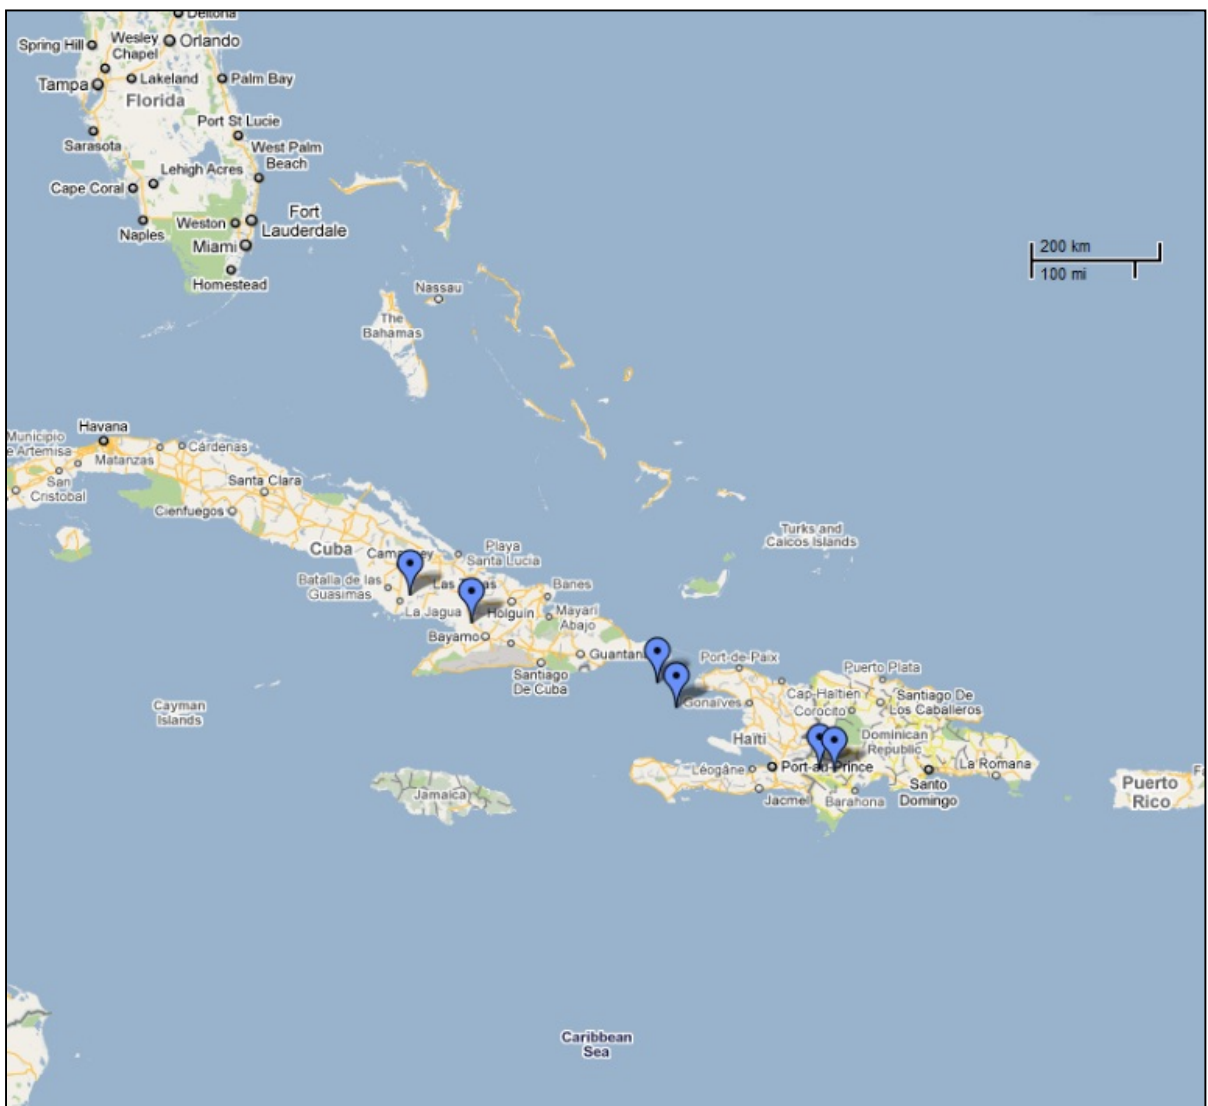 Deltona
Spring Hill
Wesley
Chapel
Orlando
Tampa
Lakeland
Palm Bay
Florida
Port St Lucie
Sarasota
West Palm
Beach
Lehigh Acres
Cape Coral
Fort
Lauderdale
Naples
Weston
Miami
Homestead
200 km
100 mi
Nassau
The
Bahamas
Havana
Municipio
e Artemisa
Matanzas
Cárdenas
San
Cristobal
Santa Clara
Cienfuegos
Cuba
Playa
Santa Lucia
Turks and
Caicos Islands
Batalla de las
Guasimas
Banes
La Jagua
Holguin
Mayari
Abajo
Bayamo
Guantan
Santiago
De Cuba
Port-de-Paix
Puerto Plata
Cayman
Islands
Gonaïves
Cap-Haïtien
Corocito
Santiago De
Los Caballeros
Haïti
Dominican
Republic
Jamaica
Léogâne
Port-au-Prince
La Romana
Jacmel
Barahona
Santo
Domingo
Puerto
Rico
Caribbean
Sea